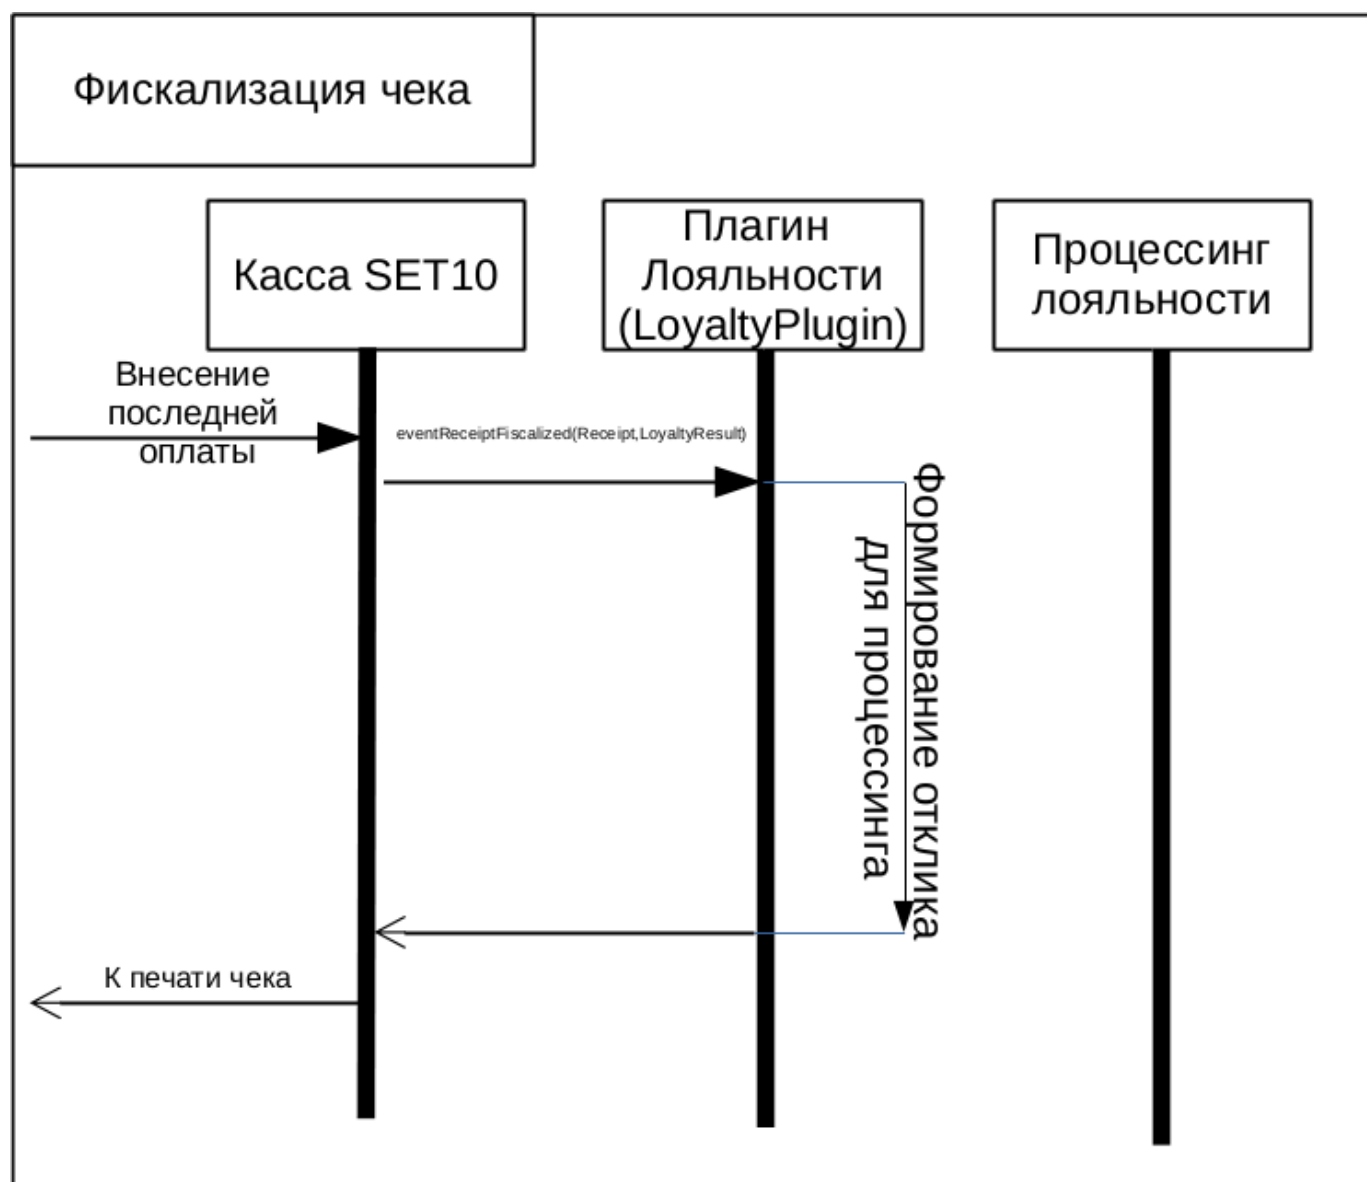 Фискализация чека
Касса SET10
Плагин
Лояльности
(LoyaltyPlugin)
Процессинг
лояльности
Внесение
последней
оплаты
eventReceiptFiscalized(Receipt,LoyaltyResult)
Формирование отклика
для процессинга
К печати чека